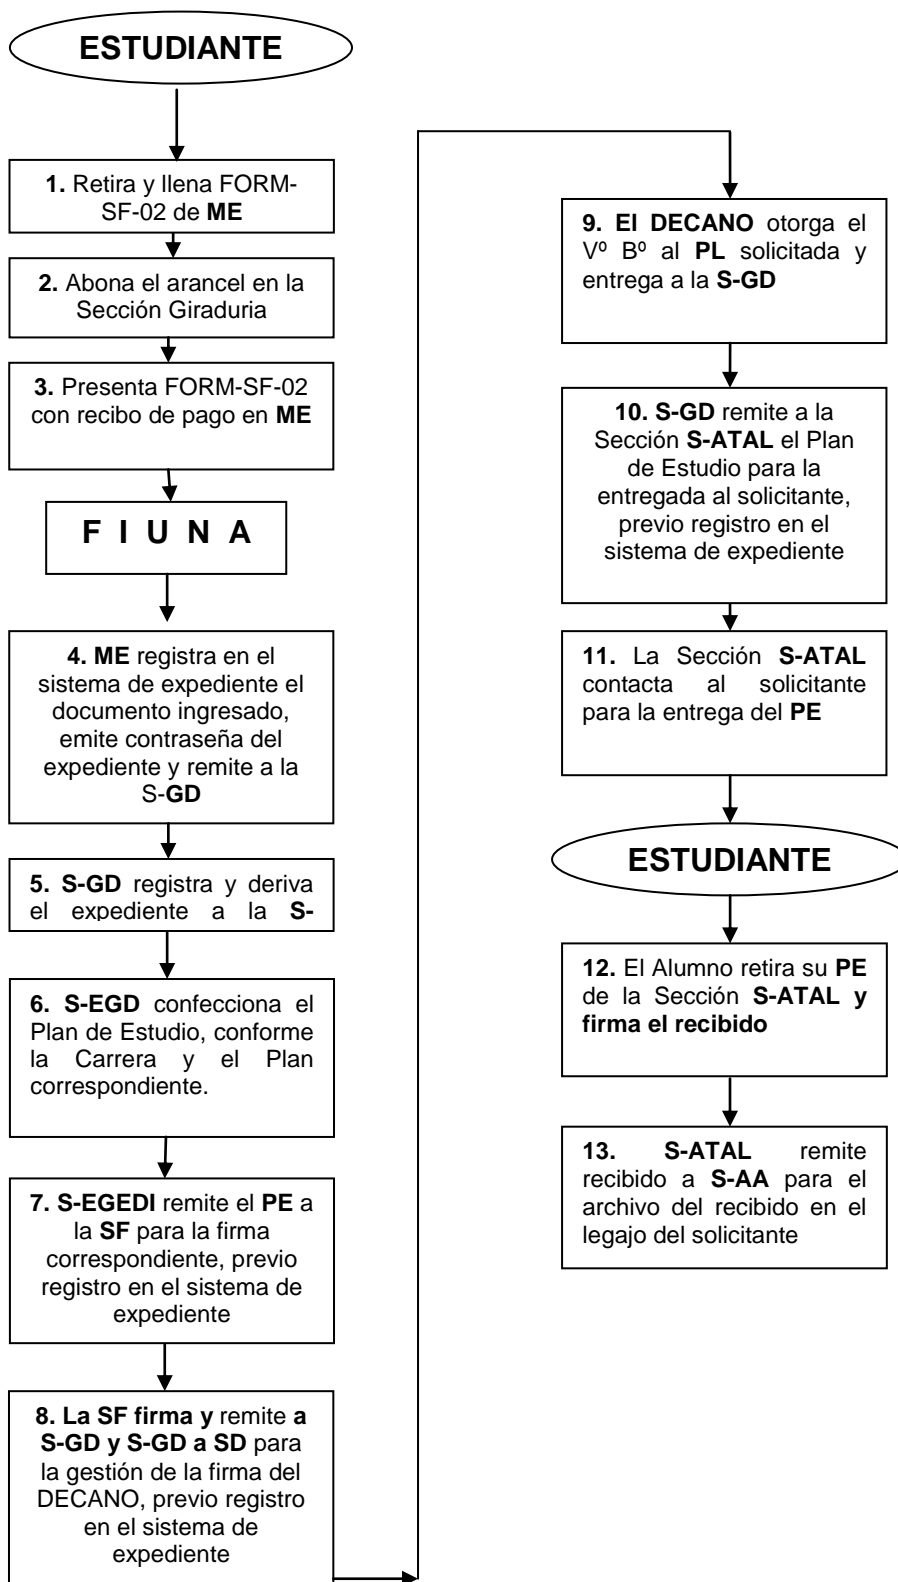 ESTUDIANTE
1. Retira y llena FORM-
SF-02 de ME
2. Abona el arancel en la
Sección Giraduria
3. Presenta FORM-SF-02
con recibo de pago en ME
F I U N A
4. ME registra en el
sistema de expediente el
documento ingresado,
emite contraseña del
expediente y remite a la
S-GD
5. S-GD registra y deriva
el expediente a la S-
6. S-EGD confecciona el
Plan de Estudio, conforme
la Carrera y el Plan
correspondiente.
7. S-EGEDI remite el PE a
la SF para la firma
correspondiente, previo
registro en el sistema de
expediente
8. La SF firma y remite a
S-GD y S-GD a SD para
la gestión de la firma del
DECANO, previo registro
en el sistema de
expediente
9. El DECANO otorga el
Vº Bº al PL solicitada y
entrega a la S-GD
10. S-GD remite a la
Sección S-ATAL el Plan
de Estudio para la
entregada al solicitante,
previo registro en el
sistema de expediente
11. La Sección S-ATAL
contacta al solicitante
para la entrega del PE
ESTUDIANTE
12. El Alumno retira su PE
de la Sección S-ATAL y
firma el recibido
13. S-ATAL remite
recibido a S-AA para el
archivo del recibido en el
legajo del solicitante